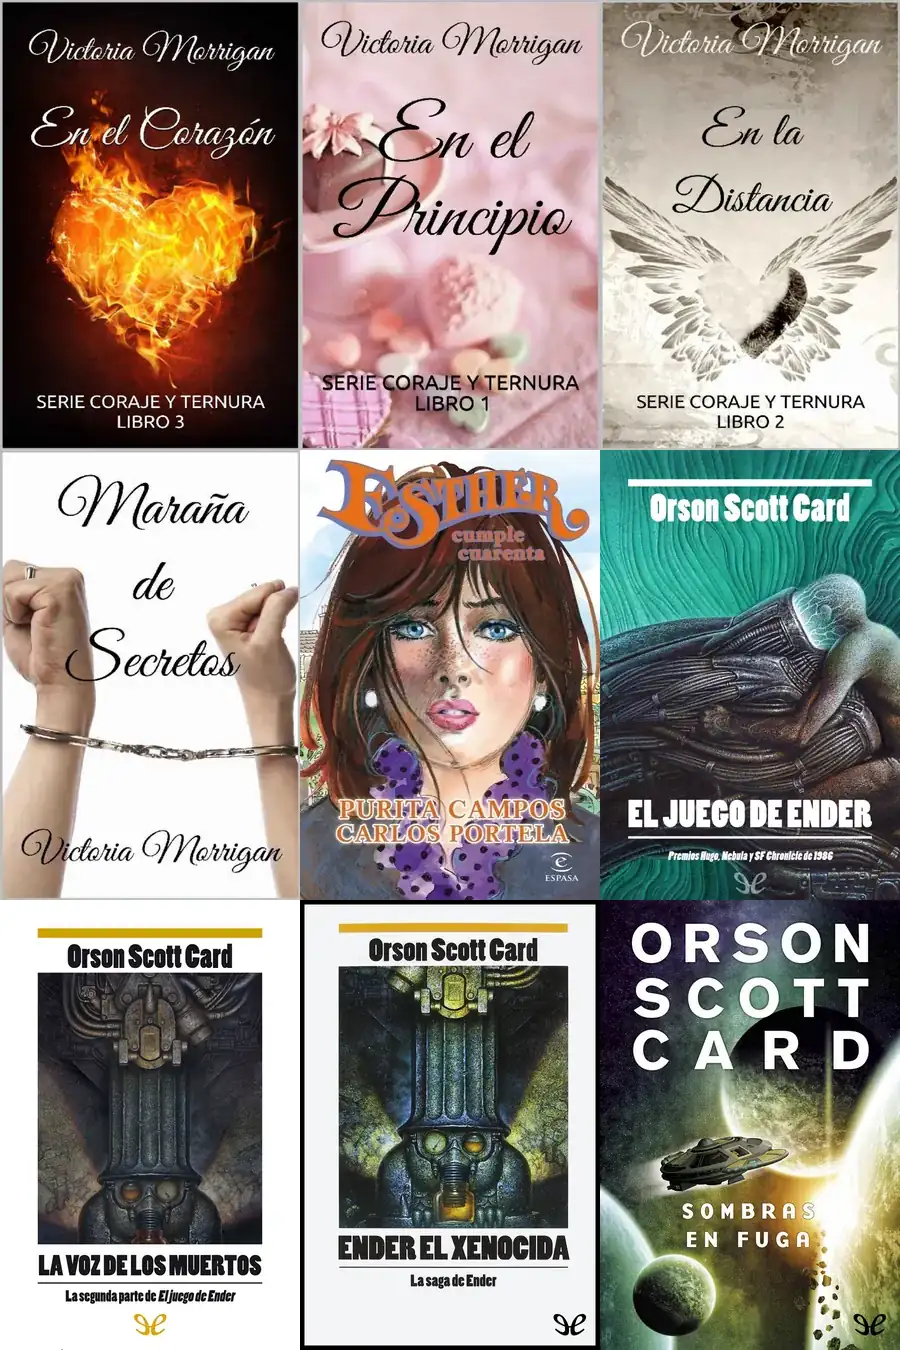 Victoria Morrigan
En el Corazón
SERIE CORAJE Y TERNURA
LIBRO 3
Victoria Morrigan
En el
Principio
SERIE CORAJE Y TERNURA
LIBRO 1
Victoria Morrigan
En la
Distancia
SERIE CORAJE Y TERNURA
LIBRO 2
Maraña
de
Secretos
Victoria Morrigan
ESTHER
cumple
cuarenta
PURITA CAMPOS
CARLOS PORTELA
e
ESPASA
Orson Scott Card
EL JUEGO DE ENDER
Premios Hugo, Nebula y SF Chronicle de 1986
Orson Scott Card
LA VOZ DE LOS MUERTOS
La segunda parte de El juego de Ender
Orson Scott Card
ENDER EL XENOCIDA
La saga de Ender
ORSON
SCOTT
CARD
SOMBRAS
EN FUGA